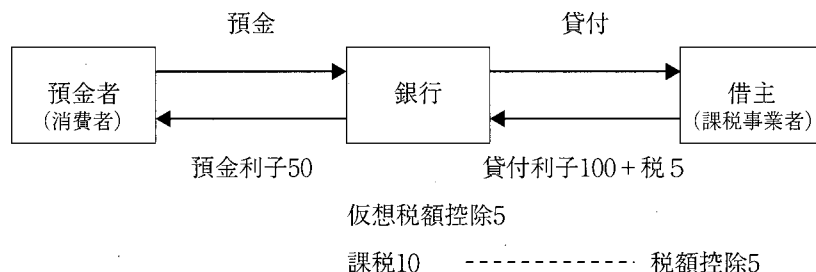 預金
貸付
預金者
(消費者)
銀行
借主
(課税事業者)
預金利子50
貸付利子100+税5
仮想税額控除5
課税10
税額控除5